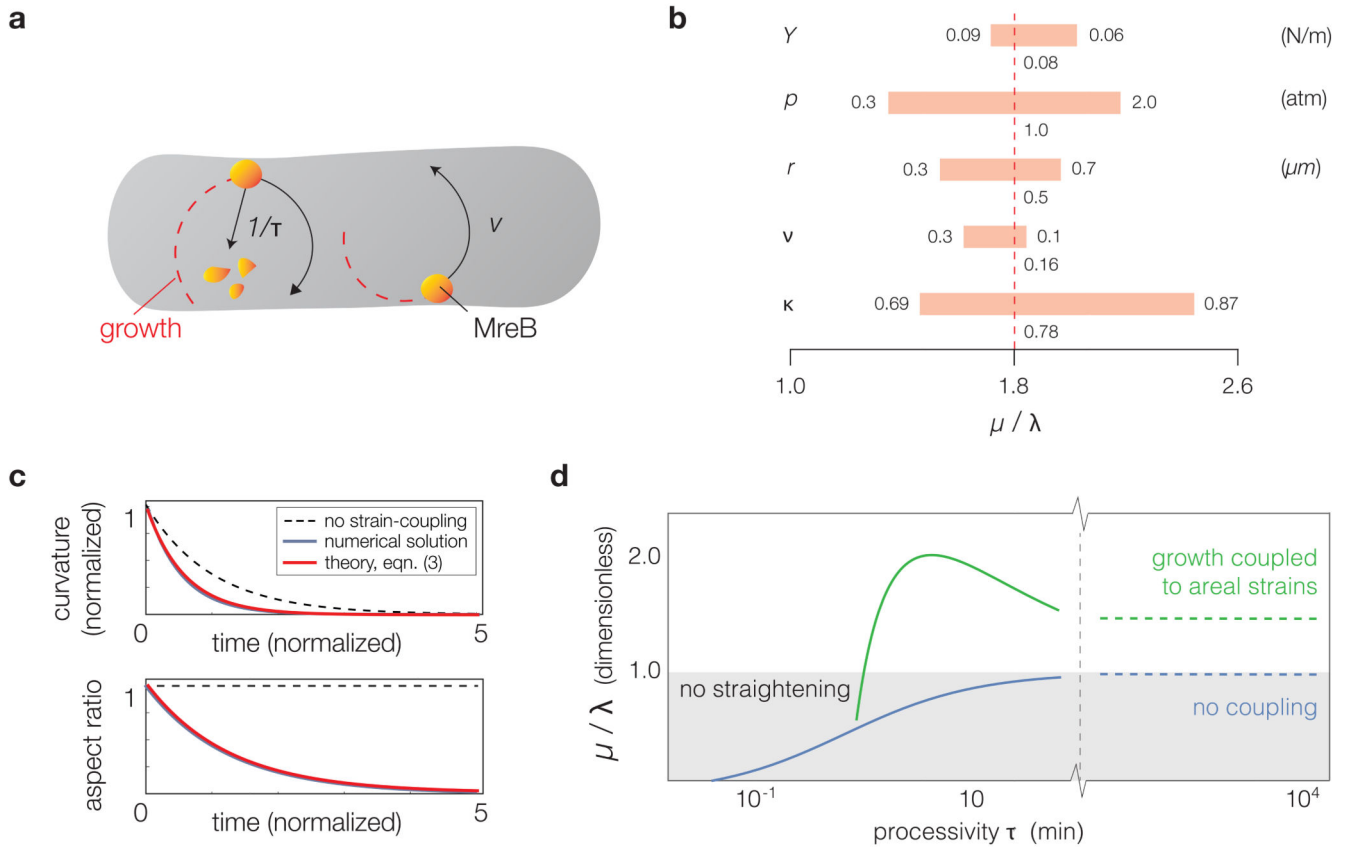 a
1/τ
v
growth
MreB
b
Y
0.09
0.06
(N/m)
0.08
p
0.3
2.0
(atm)
1.0
r
0.3
0.7
(μm)
0.5
ν
0.3
0.1
0.16
κ
0.69
0.87
0.78
1.0
1.8
2.6
μ / λ
c
curvature
(normalized)
1
no strain-coupling
numerical solution
theory, eqn. (3)
0
5
time (normalized)
aspect ratio
1
0
5
time (normalized)
d
μ / λ (dimensionless)
2.0
1.0
growth coupled
to areal strains
no straightening
no coupling
10-1
10
104
processivity τ (min)